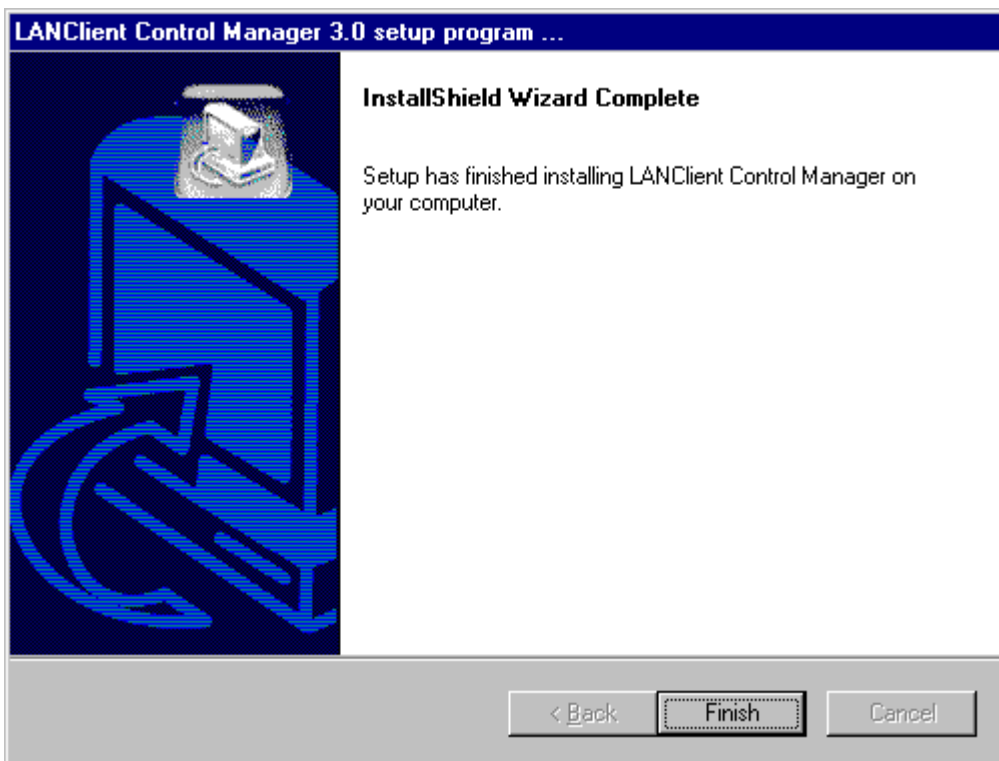 LANClient Control Manager 3.0 setup program ...
InstallShield Wizard Complete
Setup has finished installing LANClient Control Manager on
your computer.
< Back
Finish
Cancel